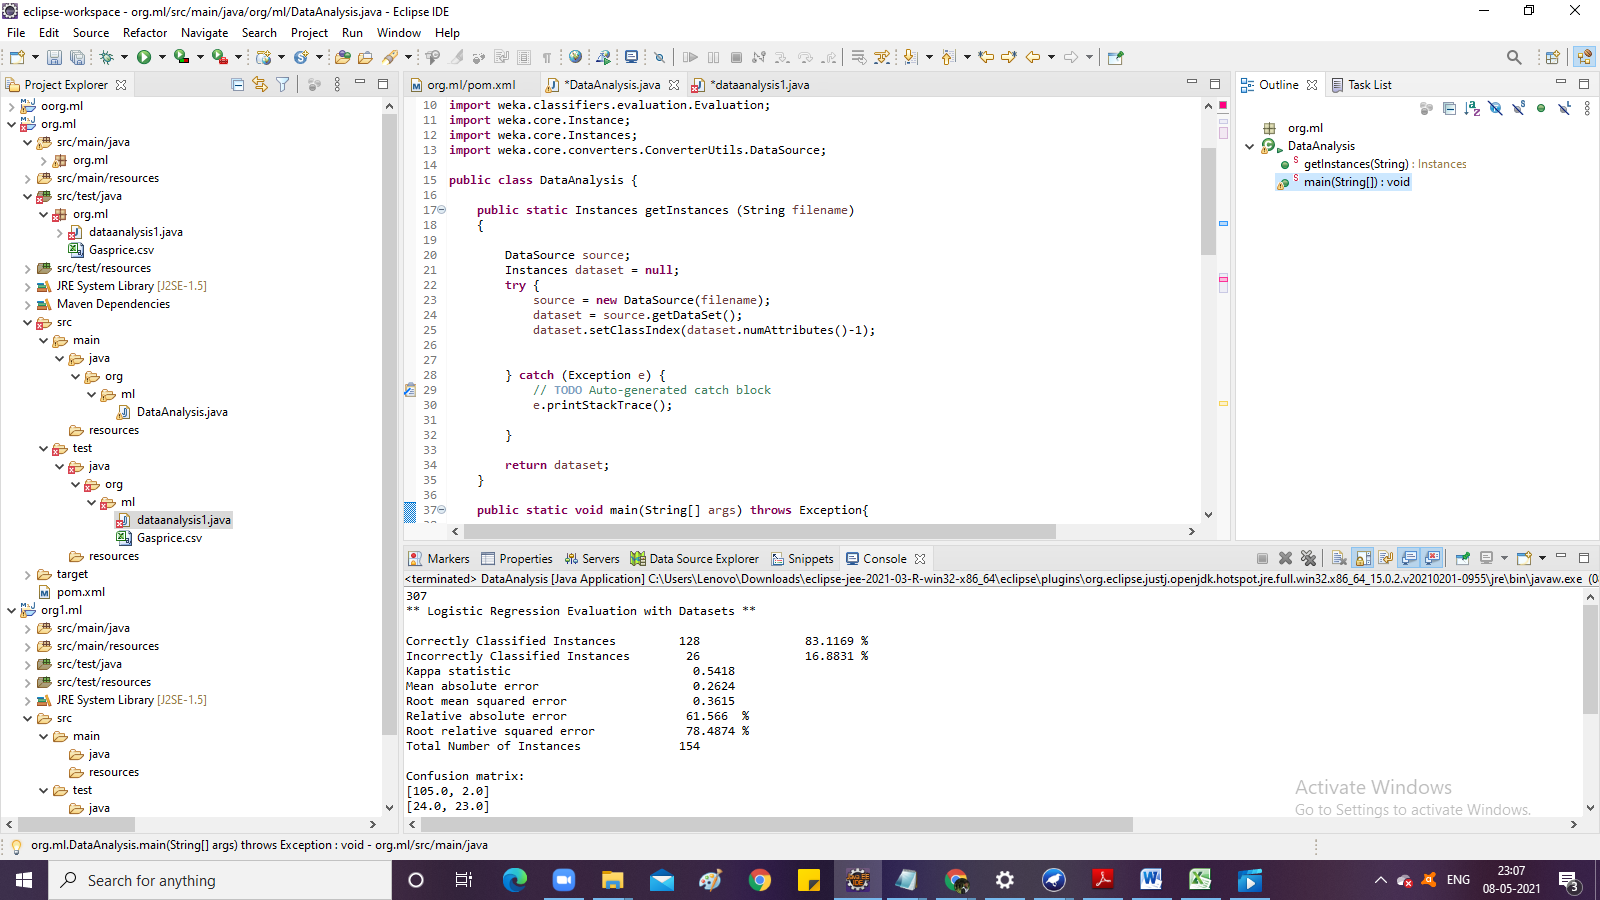 eclipse-workspace - org.ml/src/main/java/org/ml/DataAnalysis.java - Eclipse IDE
File Edit Source Refactor Navigate Search Project Run Window Help
Project Explorer
oorg.ml
org.ml
src/main/java
org.ml
src/main/resources
src/test/java
org.ml
dataanalysis1.java
Gasprice.csv
src/test/resources
JRE System Library [J2SE-1.5]
Maven Dependencies
src
main
java
org
ml
DataAnalysis.java
resources
test
java
org
ml
dataanalysis1.java
Gasprice.csv
resources
target
pom.xml
org1.ml
src/main/java
src/main/resources
src/test/java
src/test/resources
JRE System Library [J2SE-1.5]
src
main
java
resources
test
java
org.ml/pom.xml *DataAnalysis.java *dataanalysis1.java
10 import weka.classifiers.evaluation.Evaluation;
11 import weka.core.Instance;
12 import weka.core.Instances;
13 import weka.core.converters.ConverterUtils.DataSource;
14
15 public class DataAnalysis {
16
17 public static Instances getInstances (String filename)
18 {
19
20 DataSource source;
21 Instances dataset = null;
22 try {
23 source = new DataSource(filename);
24 dataset = source.getDataSet();
25 dataset.setClassIndex(dataset.numAttributes()-1);
26
27
28 } catch (Exception e) {
29 // TODO Auto-generated catch block
30 e.printStackTrace();
31
32 }
33
34 return dataset;
35 }
36
37 public static void main(String[] args) throws Exception{
Outline Task List
org.ml
DataAnalysis
getInstances(String) : Instances
main(String[]) : void
Markers Properties Servers Data Source Explorer Snippets Console
<terminated> DataAnalysis [Java Application] C:\Users\Lenovo\Downloads\eclipse-jee-2021-03-R-win32-x86_64\eclipse\plugins\org.eclipse.justj.openjdk.hotspot.jre.full.win32.x86_64_15.0.2.v20210201-0955\jre\bin\javaw.exe (0
307
** Logistic Regression Evaluation with Datasets **
Correctly Classified Instances 128 83.1169 %
Incorrectly Classified Instances 26 16.8831 %
Kappa statistic 0.5418
Mean absolute error 0.2624
Root mean squared error 0.3615
Relative absolute error 61.566 %
Root relative squared error 78.4874 %
Total Number of Instances 154
Confusion matrix:
[105.0, 2.0]
[24.0, 23.0]
Activate Windows
Go to Settings to activate Windows.
org.ml.DataAnalysis.main(String[] args) throws Exception : void - org.ml/src/main/java
Search for anything
ENG
23:07
08-05-2021
3